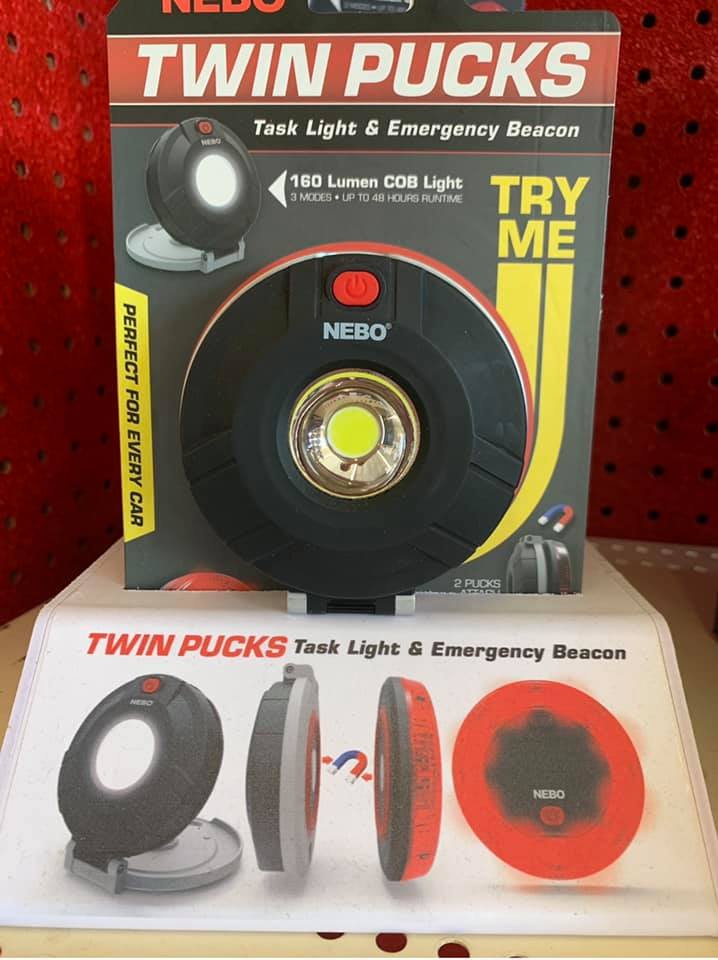 NEBO
TWIN PUCKS
Task Light & Emergency Beacon
NEBO
160 Lumen COB Light
3 MODES • UP TO 48 HOURS RUNTIME
TRY
ME
NEBO®
PERFECT FOR EVERY CAR
2 PUCKS
ATTACH
TWIN PUCKS Task Light & Emergency Beacon
NEBO
NEBO